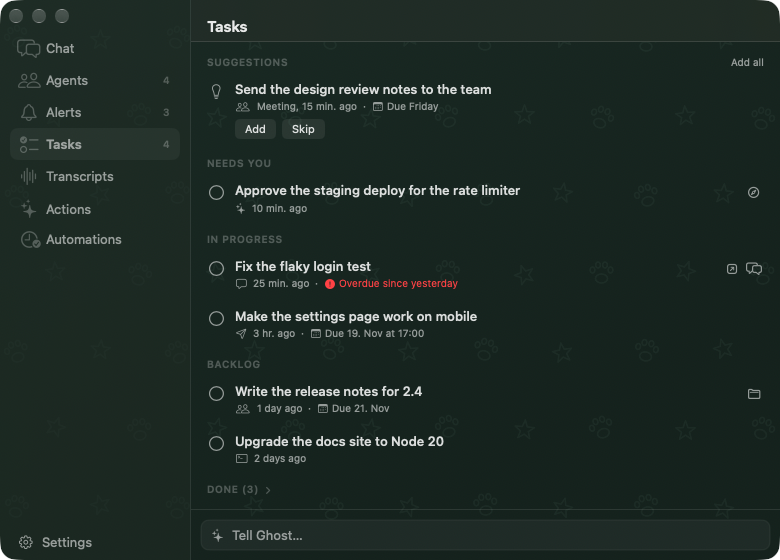 Chat
Agents 4
Alerts 3
Tasks 4
Transcripts
Actions
Automations
Settings
Tasks
SUGGESTIONS Add all
Send the design review notes to the team
Meeting, 15 min. ago · Due Friday
Add Skip
NEEDS YOU
Approve the staging deploy for the rate limiter
10 min. ago
IN PROGRESS
Fix the flaky login test
25 min. ago · Overdue since yesterday
Make the settings page work on mobile
3 hr. ago · Due 19. Nov at 17:00
BACKLOG
Write the release notes for 2.4
1 day ago · Due 21. Nov
Upgrade the docs site to Node 20
2 days ago
DONE (3)
Tell Ghost...